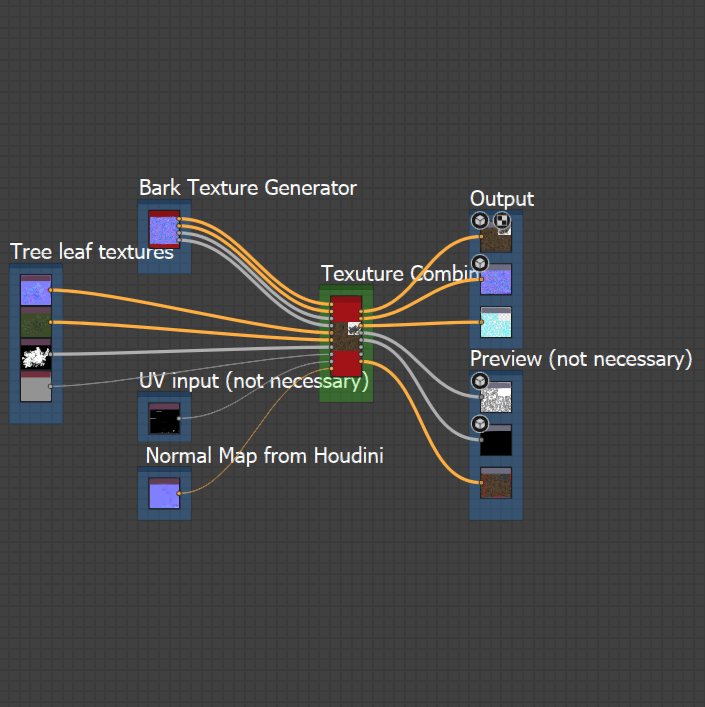 Bark Texture Generator
Output
Tree leaf textures
Texuture Combin
Preview (not necessary)
UV input (not necessary)
Normal Map from Houdini